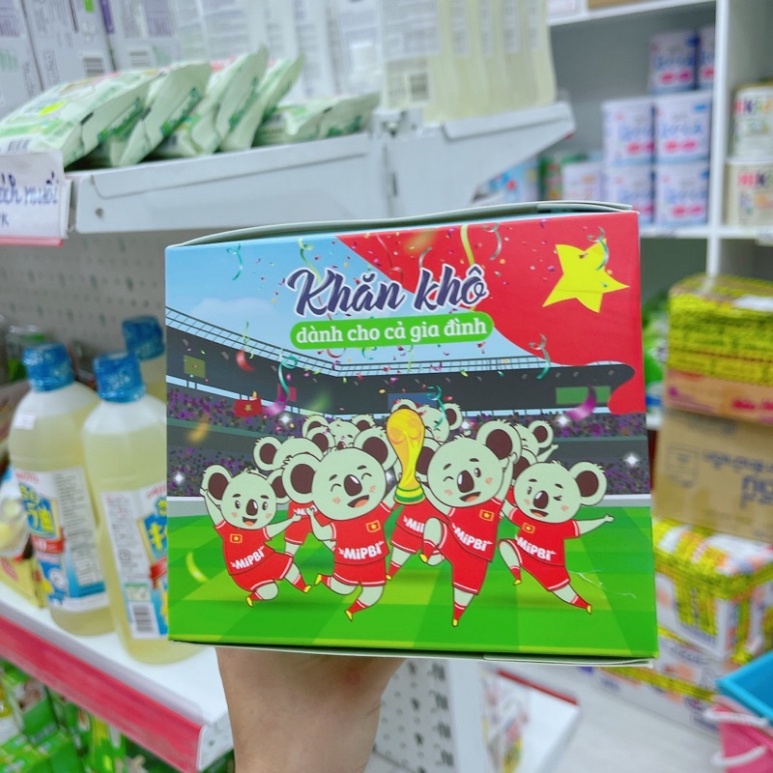 Khăn khô
dành cho cả gia đình
MiPBi
MiPBi
MiPBi
MiPBi